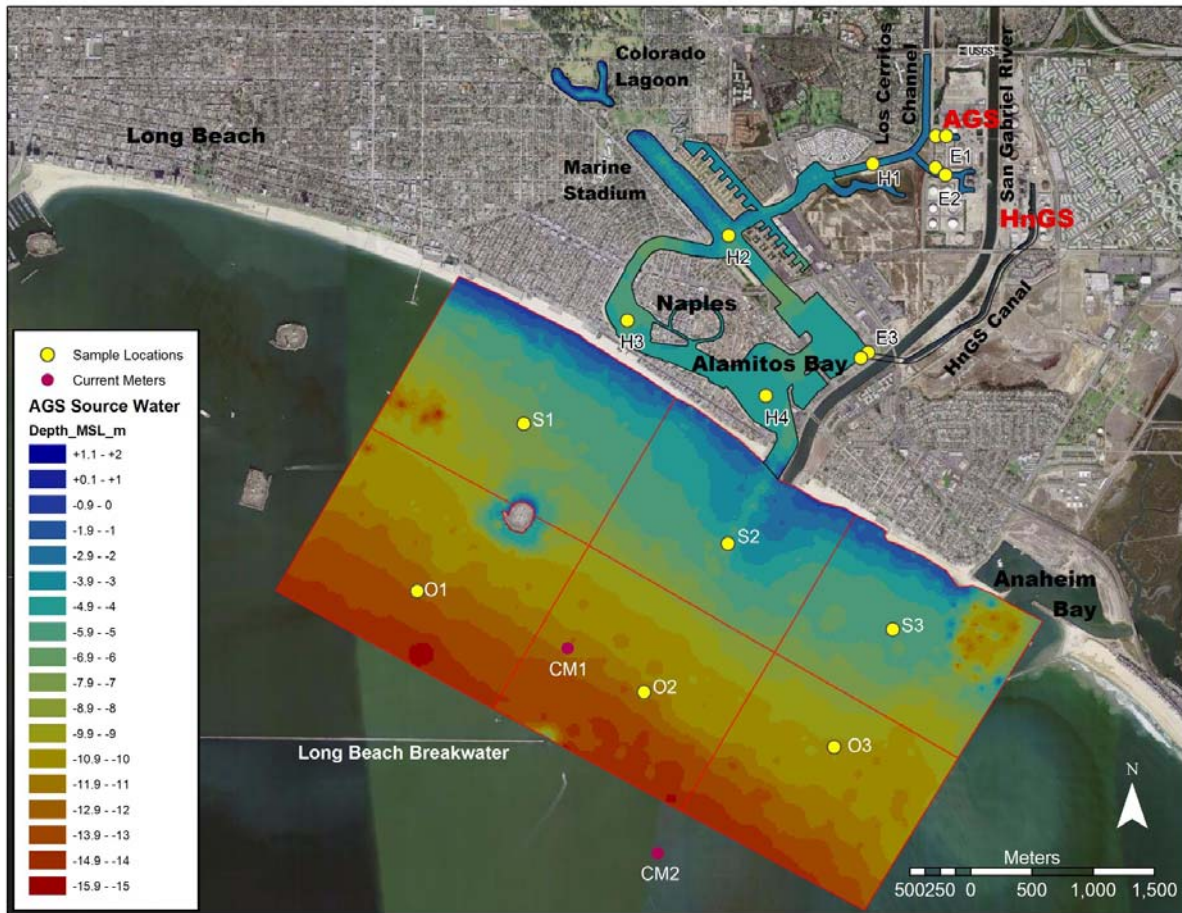 Colorado
Lagoon
Long Beach
Marine
Stadium
Los Cerritos
Channel
San Gabriel River
USGS
AGS
E1
H1
E2
HnGS
H2
Naples
H3
HnGS Canal
E3
Alamitos Bay
H4
S1
S2
S3
Anaheim
Bay
O1
CM1
O2
O3
Long Beach Breakwater
CM2
Sample Locations
Current Meters
AGS Source Water
Depth_MSL_m
+1.1 - +2
+0.1 - +1
-0.9 - 0
-1.9 - -1
-2.9 - -2
-3.9 - -3
-4.9 - -4
-5.9 - -5
-6.9 - -6
-7.9 - -7
-8.9 - -8
-9.9 - -9
-10.9 - -10
-11.9 - -11
-12.9 - -12
-13.9 - -13
-14.9 - -14
-15.9 - -15
N
Meters
500250 0 500 1,000 1,500